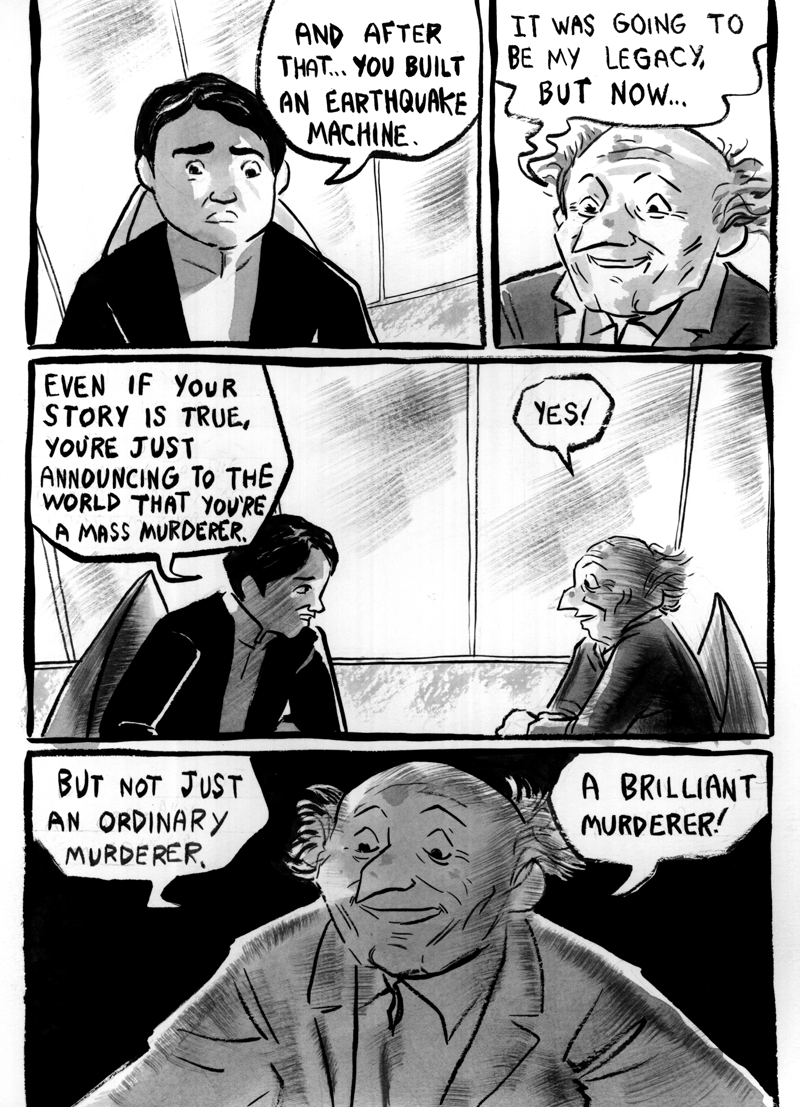 AND AFTER
THAT... YOU BUILT
AN EARTHQUAKE
MACHINE.
IT WAS GOING TO
BE MY LEGACY,
BUT NOW...
EVEN IF YOUR
STORY IS TRUE,
YOU'RE JUST
ANNOUNCING TO THE
WORLD THAT YOU'RE
A MASS MURDERER.
YES!
BUT NOT JUST
AN ORDINARY
MURDERER.
A BRILLIANT
MURDERER!